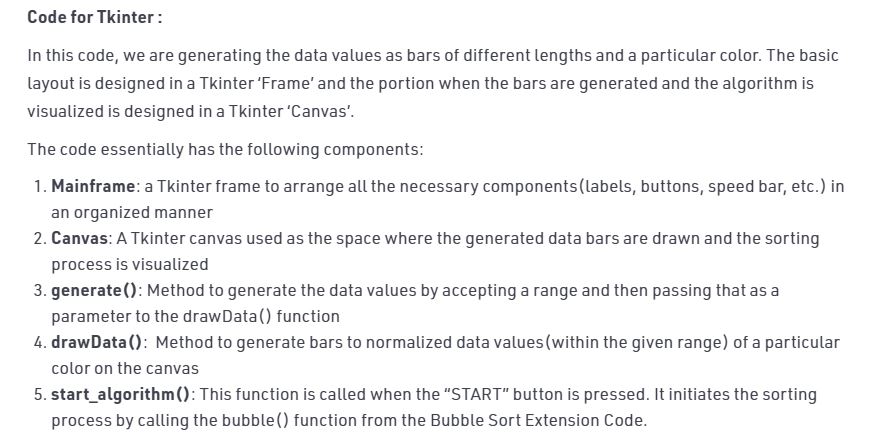 Code for Tkinter :
In this code, we are generating the data values as bars of different lengths and a particular color. The basic
layout is designed in a Tkinter ‘Frame’ and the portion when the bars are generated and the algorithm is
visualized is designed in a Tkinter ‘Canvas’.
The code essentially has the following components:
1. Mainframe: a Tkinter frame to arrange all the necessary components(labels, buttons, speed bar, etc.) in
an organized manner
2. Canvas: A Tkinter canvas used as the space where the generated data bars are drawn and the sorting
process is visualized
3. generate(): Method to generate the data values by accepting a range and then passing that as a
parameter to the drawData() function
4. drawData():  Method to generate bars to normalized data values(within the given range) of a particular
color on the canvas
5. start_algorithm(): This function is called when the “START” button is pressed. It initiates the sorting
process by calling the bubble() function from the Bubble Sort Extension Code.